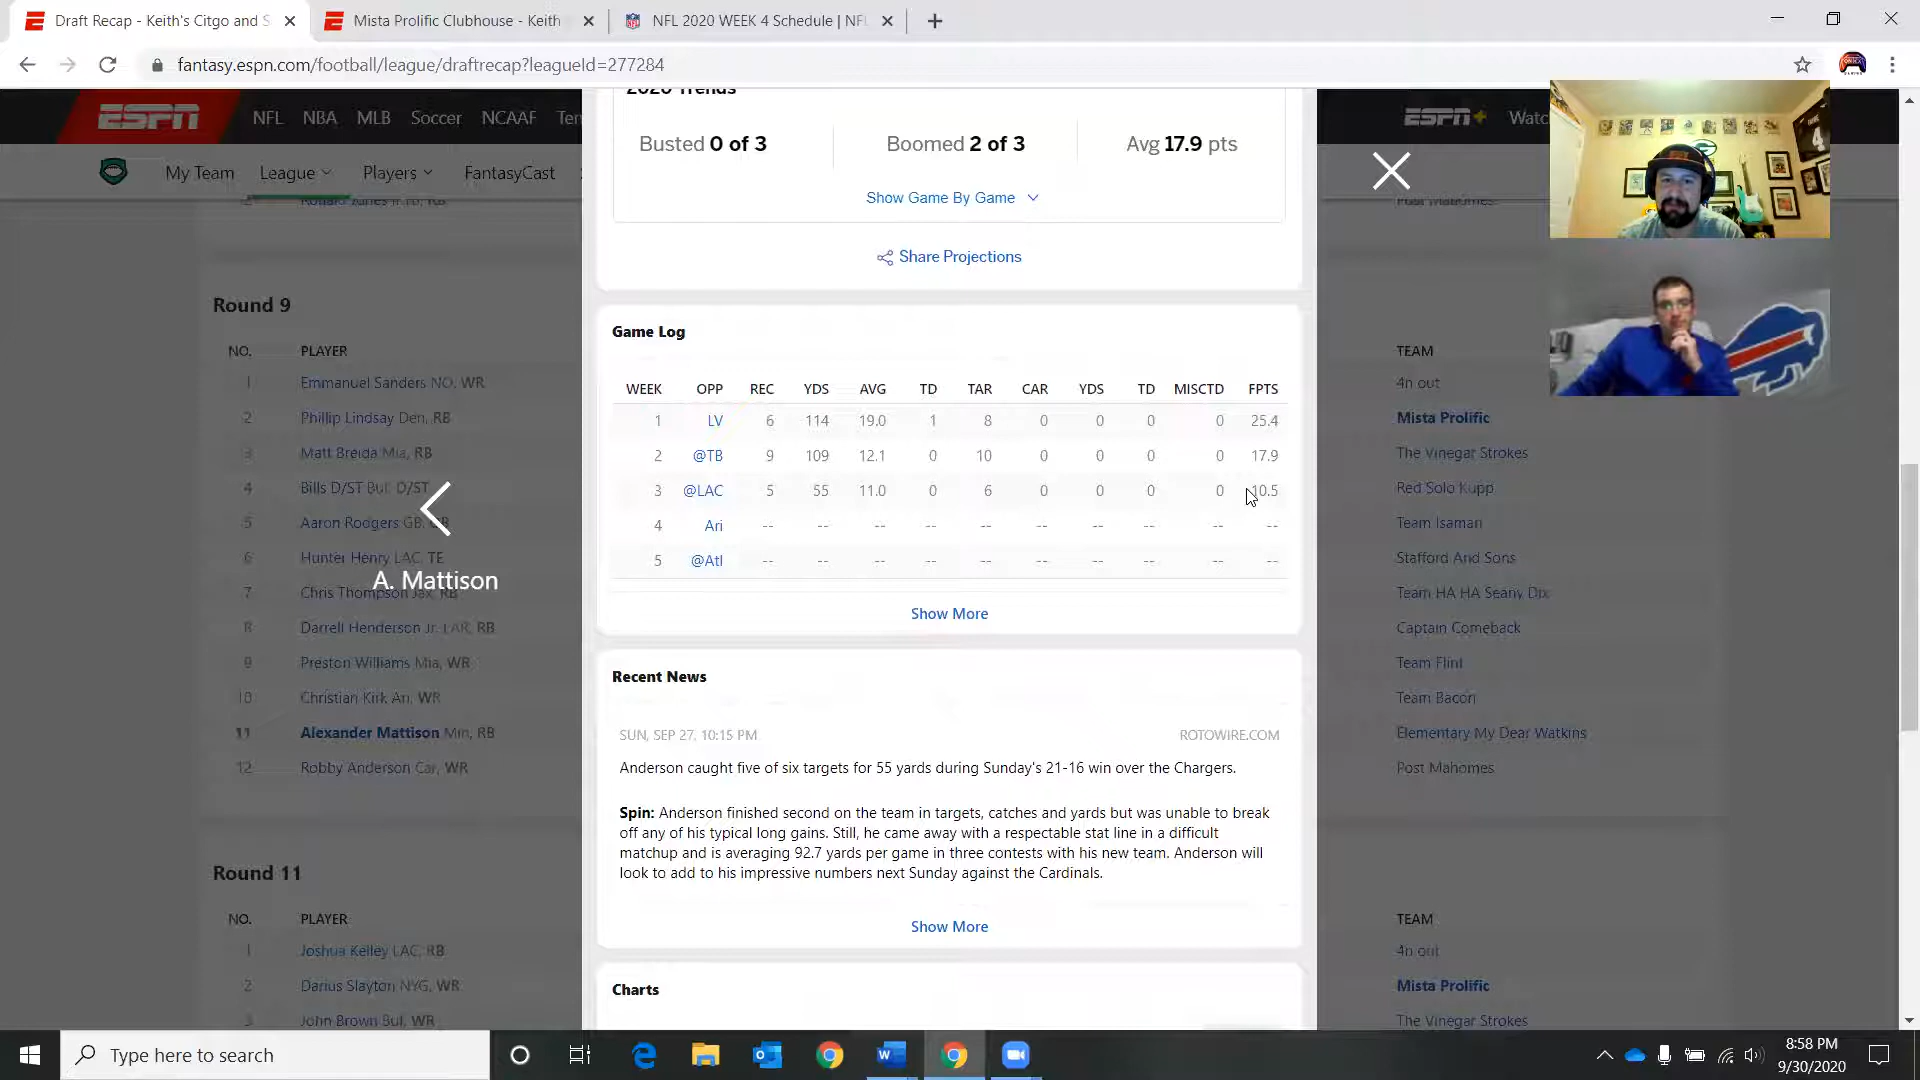 Draft Recap - Keith's Citgo and S
Mista Prolific Clubhouse - Keith
NFL 2020 WEEK 4 Schedule | NFL
fantasy.espn.com/football/league/draftrecap?leagueId=277284
ESPN NFL NBA MLB Soccer NCAAF Ten
ESPN+ Watc
My Team League Players FantasyCast
2020 Trends
Busted 0 of 3 Boomed 2 of 3 Avg 17.9 pts
Show Game By Game
Share Projections
Ronald Jones II TB, RB
Post Mahomes
Round 9
NO. PLAYER TEAM
1 Emmanuel Sanders NO, WR 4n out
2 Phillip Lindsay Den, RB Mista Prolific
3 Matt Breida Mia, RB The Vinegar Strokes
4 Bills D/ST Buf, D/ST Red Solo Kupp
5 Aaron Rodgers GB, QB Team Isaman
6 Hunter Henry LAC, TE Stafford And Sons
7 Chris Thompson Jax, RB Team HA HA Seany Dix
8 Darrell Henderson Jr. LAR, RB Captain Comeback
9 Preston Williams Mia, WR Team Flint
10 Christian Kirk Ari, WR Team Bacon
11 Alexander Mattison Min, RB Elementary My Dear Watkins
12 Robby Anderson Car, WR Post Mahomes
A. Mattison
Game Log
WEEK OPP REC YDS AVG TD TAR CAR YDS TD MISCTD FPTS
1 LV 6 114 19.0 1 8 0 0 0 0 25.4
2 @TB 9 109 12.1 0 10 0 0 0 0 17.9
3 @LAC 5 55 11.0 0 6 0 0 0 0 10.5
4 Ari -- -- -- -- -- -- -- -- -- --
5 @Atl -- -- -- -- -- -- -- -- -- --
Show More
Recent News
SUN, SEP 27, 10:15 PM ROTOWIRE.COM
Anderson caught five of six targets for 55 yards during Sunday's 21-16 win over the Chargers.
Spin: Anderson finished second on the team in targets, catches and yards but was unable to break
off any of his typical long gains. Still, he came away with a respectable stat line in a difficult
matchup and is averaging 92.7 yards per game in three contests with his new team. Anderson will
look to add to his impressive numbers next Sunday against the Cardinals.
Show More
Charts
Round 11
NO. PLAYER TEAM
1 Joshua Kelley LAC, RB 4n out
2 Darius Slayton NYG, WR Mista Prolific
3 John Brown Buf, WR The Vinegar Strokes
Type here to search
8:58 PM
9/30/2020